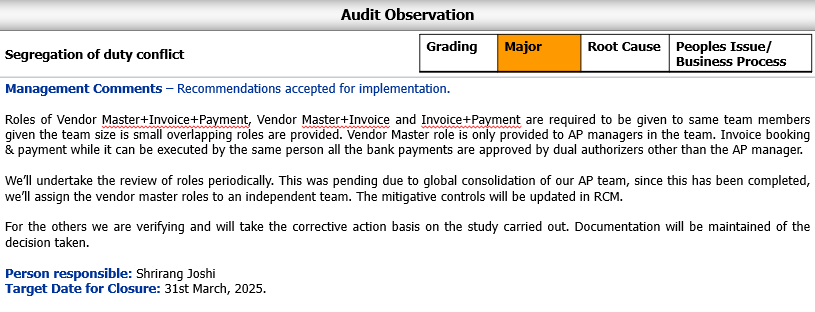 Audit Observation
Segregation of duty conflict
Grading
Major
Root Cause
Peoples Issue/
Business Process
Management Comments – Recommendations accepted for implementation.
Roles of Vendor Master+Invoice+Payment, Vendor Master+Invoice and Invoice+Payment are required to be given to same team members
given the team size is small overlapping roles are provided. Vendor Master role is only provided to AP managers in the team. Invoice booking
& payment while it can be executed by the same person all the bank payments are approved by dual authorizers other than the AP manager.
We'll undertake the review of roles periodically. This was pending due to global consolidation of our AP team, since this has been completed,
we'll assign the vendor master roles to an independent team. The mitigative controls will be updated in RCM.
For the others we are verifying and will take the corrective action basis on the study carried out. Documentation will be maintained of the
decision taken.
Person responsible: Shrirang Joshi
Target Date for Closure: 31st March, 2025.